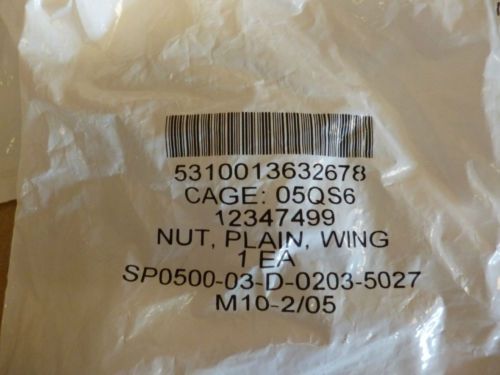 5310013632678
CAGE: 05QS6
12347499
NUT, PLAIN, WING
1 EA
SP0500-03-D-0203-5027
M10-2/05